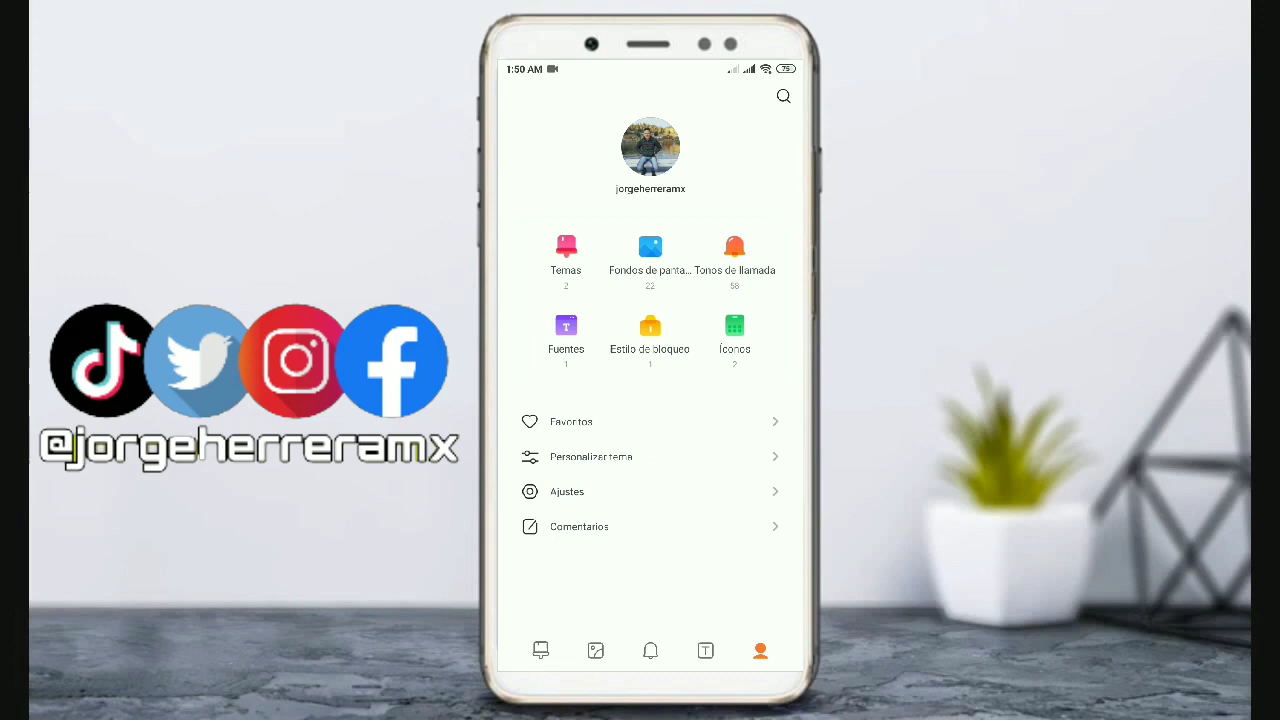 1:50 AM
75
jorgeherreramx
Temas
Fondos de panta...
Tonos de llamada
2
22
58
Fuentes
Estilo de bloqueo
Íconos
1
1
2
Favoritos
Personalizar tema
Ajustes
Comentarios
@jorgeherreramx